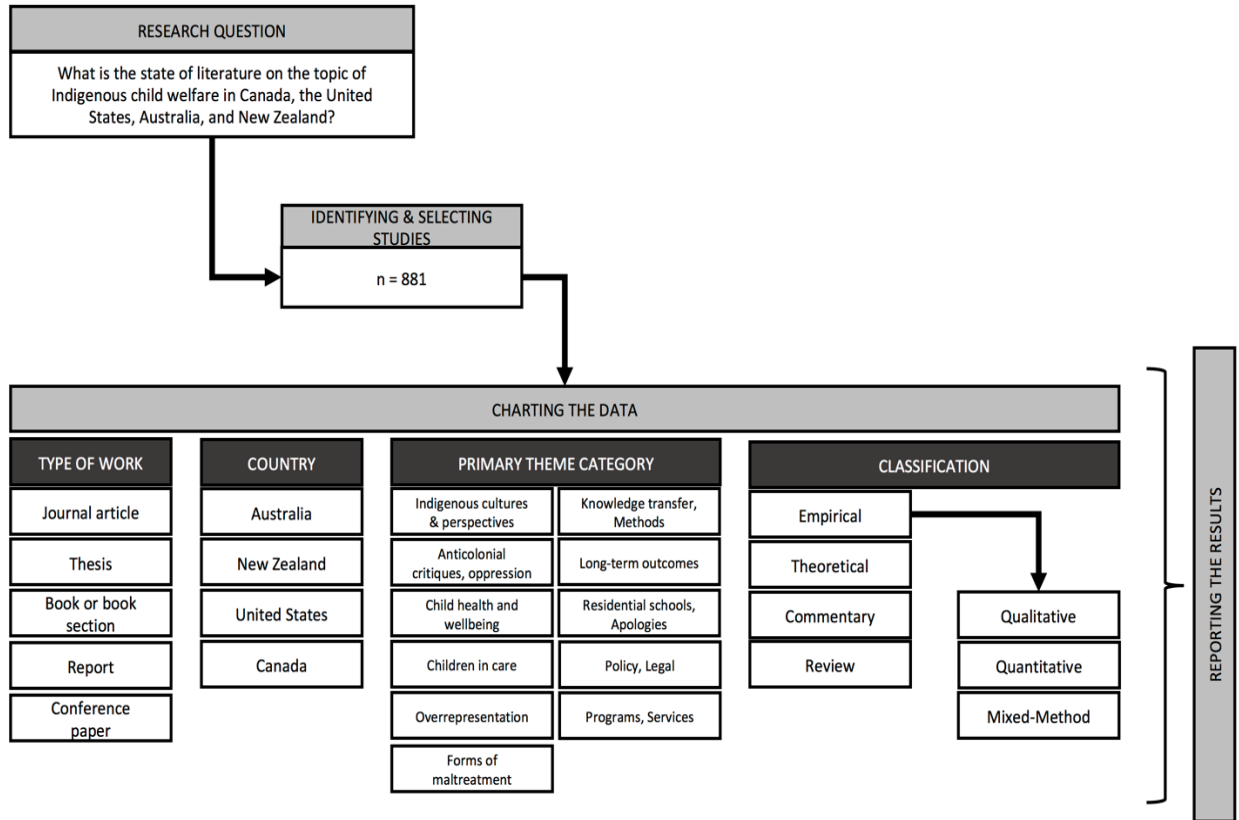 RESEARCH QUESTION
What is the state of literature on the topic of
Indigenous child welfare in Canada, the United
States, Australia, and New Zealand?
IDENTIFYING & SELECTING
STUDIES
n = 881
CHARTING THE DATA
TYPE OF WORK
Journal article
Thesis
Book or book
section
Report
Conference
paper
COUNTRY
Australia
New Zealand
United States
Canada
PRIMARY THEME CATEGORY
Indigenous cultures
& perspectives
Anticolonial
critiques, oppression
Child health and
wellbeing
Children in care
Overrepresentation
Forms of
maltreatment
Knowledge transfer,
Methods
Long-term outcomes
Residential schools,
Apologies
Policy, Legal
Programs, Services
CLASSIFICATION
Empirical
Theoretical
Commentary
Review
Qualitative
Quantitative
Mixed-Method
REPORTING THE RESULTS